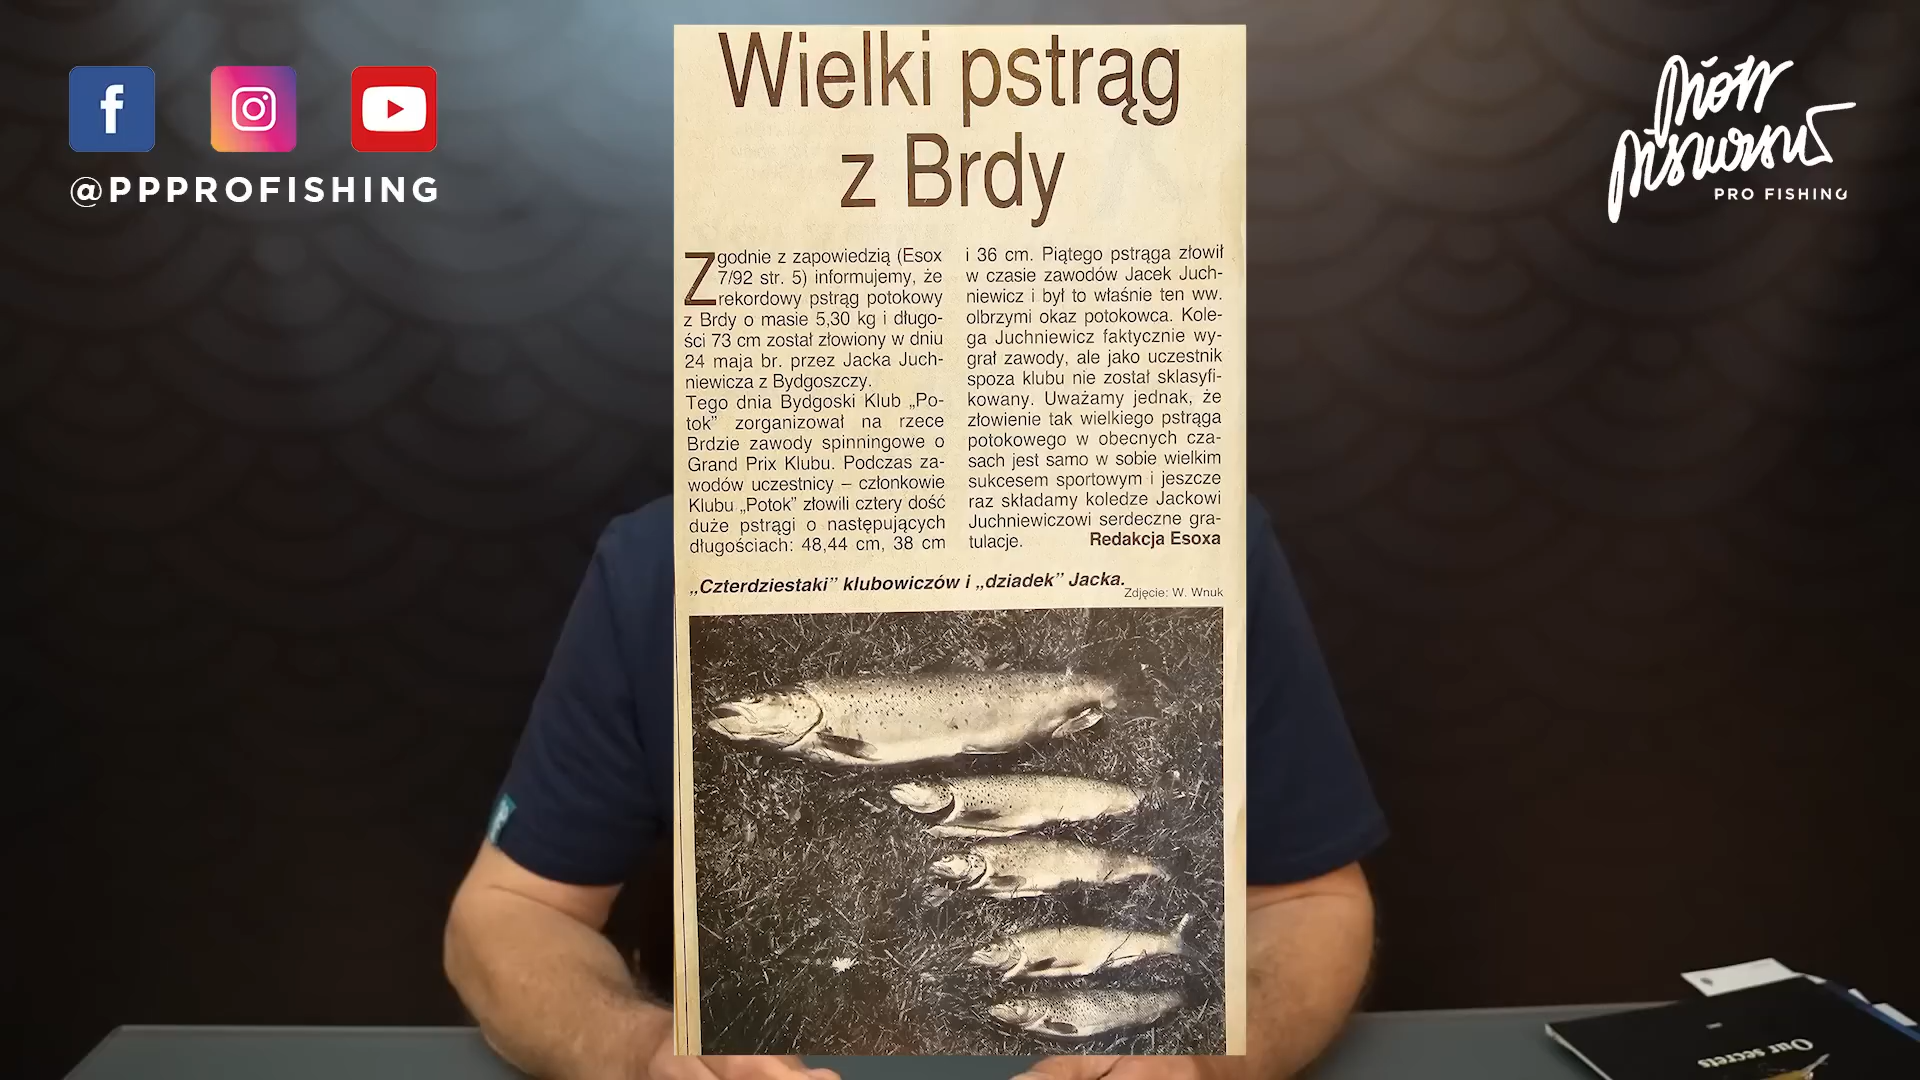 @PPPROFISHING
Piotr
Piskorski
PRO FISHING
Wielki pstrąg
z Brdy
Zgodnie z zapowiedzią (Esox
7/92 str. 5) informujemy, że
rekordowy pstrąg potokowy
z Brdy o masie 5,30 kg i długo-
ści 73 cm został złowiony w dniu
24 maja br. przez Jacka Juch-
niewicza z Bydgoszczy.
Tego dnia Bydgoski Klub „Po-
tok” zorganizował na rzece
Brdzie zawody spinningowe o
Grand Prix Klubu. Podczas za-
wodów uczestnicy – członkowie
Klubu „Potok” złowili cztery dość
duże pstrągi o następujących
długościach: 48,44 cm, 38 cm
i 36 cm. Piątego pstrąga złowił
w czasie zawodów Jacek Juch-
niewicz i był to właśnie ten ww.
olbrzymi okaz potokowca. Kole-
ga Juchniewicz faktycznie wy-
grał zawody, ale jako uczestnik
spoza klubu nie został sklasyfi-
kowany. Uważamy jednak, że
złowienie tak wielkiego pstrąga
potokowego w obecnych cza-
sach jest samo w sobie wielkim
sukcesem sportowym i jeszcze
raz składamy koledze Jackowi
Juchniewiczowi serdeczne gra-
tulacje. Redakcja Esoxa
„Czterdziestaki” klubowiczów i „dziadek” Jacka.
Zdjęcie: W. Wnuk
Our secrets